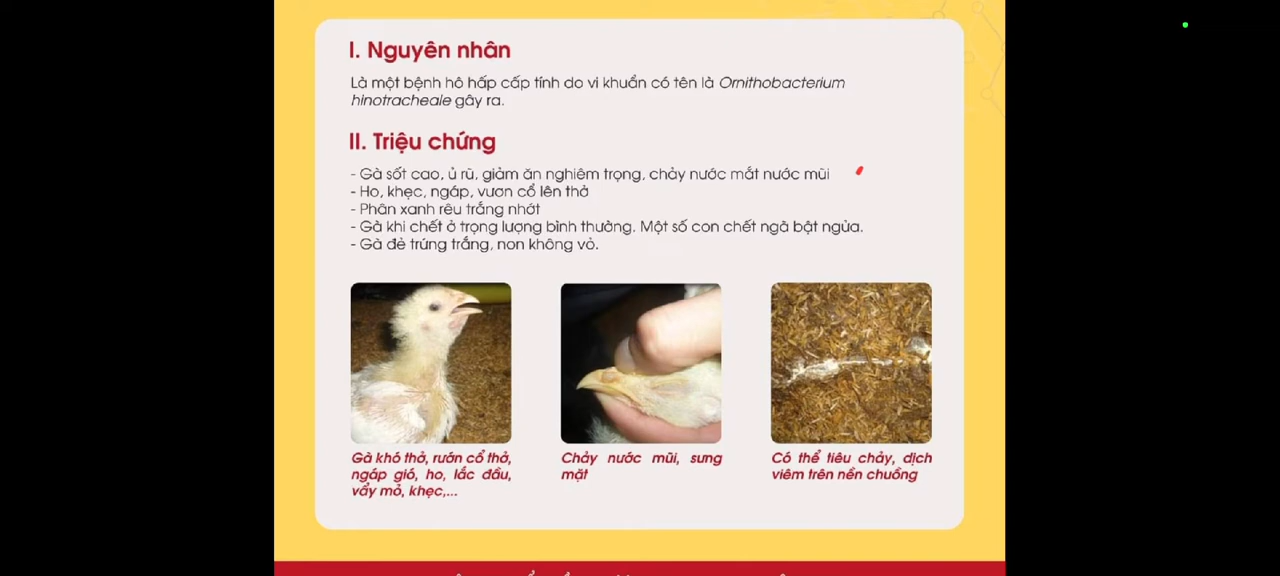 I. Nguyên nhân
Là một bệnh hô hấp cấp tính do vi khuẩn có tên là Ornithobacterium
hinotracheale gây ra.
II. Triệu chứng
- Gà sốt cao, ủ rũ, giảm ăn nghiêm trọng, chảy nước mắt nước mũi
- Ho, khẹc, ngáp, vươn cổ lên thở
- Phân xanh rêu trắng nhớt
- Gà khi chết ở trọng lượng bình thường. Một số con chết ngã bật ngửa.
- Gà đẻ trứng trắng, non không vỏ.
Gà khó thở, rướn cổ thở,
ngáp gió, ho, lắc đầu,
vẩy mỏ, khẹc,...
Chảy nước mũi, sưng
mặt
Có thể tiêu chảy, dịch
viêm trên nền chuồng